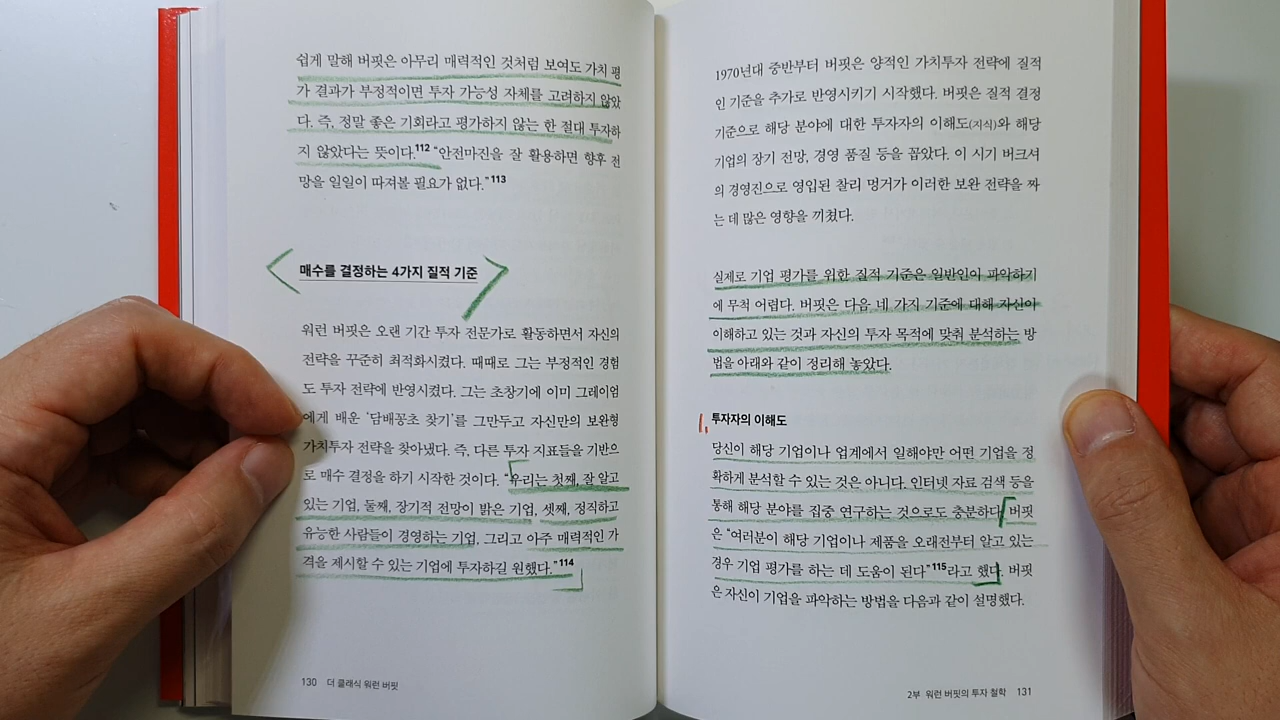 쉽게 말해 버핏은 아무리 매력적인 것처럼 보여도 가치 평
가 결과가 부정적이면 투자 가능성 자체를 고려하지 않았
다. 즉, 정말 좋은 기회라고 평가하지 않는 한 절대 투자하
지 않았다는 뜻이다.112 “안전마진을 잘 활용하면 향후 전
망을 일일이 따져볼 필요가 없다.”113
매수를 결정하는 4가지 질적 기준
워런 버핏은 오랜 기간 투자 전문가로 활동하면서 자신의
전략을 꾸준히 최적화시켰다. 때때로 그는 부정적인 경험
도 투자 전략에 반영시켰다. 그는 초창기에 이미 그레이엄
에게 배운 ‘담배꽁초 찾기’를 그만두고 자신만의 보완형
가치투자 전략을 찾아냈다. 즉, 다른 투자 지표들을 기반으
로 매수 결정을 하기 시작한 것이다. “우리는 첫째, 잘 알고
있는 기업, 둘째, 장기적 전망이 밝은 기업, 셋째, 정직하고
유능한 사람들이 경영하는 기업, 그리고 아주 매력적인 가
격을 제시할 수 있는 기업에 투자하길 원했다.”114
130 더 클래식 워런 버핏
1970년대 중반부터 버핏은 양적인 가치투자 전략에 질적
인 기준을 추가로 반영시키기 시작했다. 버핏은 질적 결정
기준으로 해당 분야에 대한 투자자의 이해도(지식)와 해당
기업의 장기 전망, 경영 품질 등을 꼽았다. 이 시기 버크셔
의 경영진으로 영입된 찰리 멍거가 이러한 보완 전략을 짜
는 데 많은 영향을 끼쳤다.
실제로 기업 평가를 위한 질적 기준은 일반인이 파악하기
에 무척 어렵다. 버핏은 다음 네 가지 기준에 대해 자신이
이해하고 있는 것과 자신의 투자 목적에 맞춰 분석하는 방
법을 아래와 같이 정리해 놓았다.
1. 투자자의 이해도
당신이 해당 기업이나 업계에서 일해야만 어떤 기업을 정
확하게 분석할 수 있는 것은 아니다. 인터넷 자료 검색 등을
통해 해당 분야를 집중 연구하는 것으로도 충분하다. 버핏
은 “여러분이 해당 기업이나 제품을 오래전부터 알고 있는
경우 기업 평가를 하는 데 도움이 된다”115라고 했다. 버핏
은 자신이 기업을 파악하는 방법을 다음과 같이 설명했다.
2부 워런 버핏의 투자 철학 131